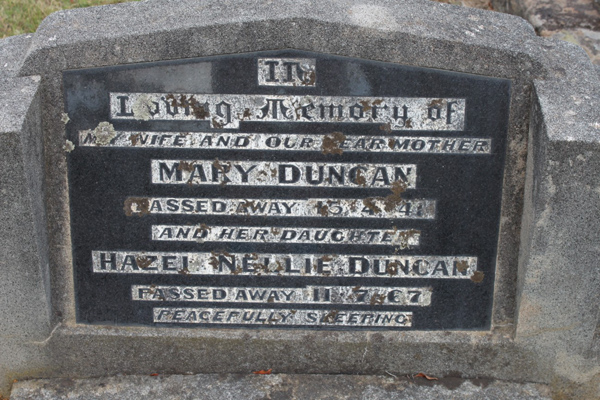 IN
Loving Memory of
MY WIFE AND OUR DEAR MOTHER
MARY DUNCAN
PASSED AWAY
AND HER DAUGHTER
HAZEL NELLIE DUNCAN
PASSED AWAY 11.7.67
PEACEFULLY SLEEPING